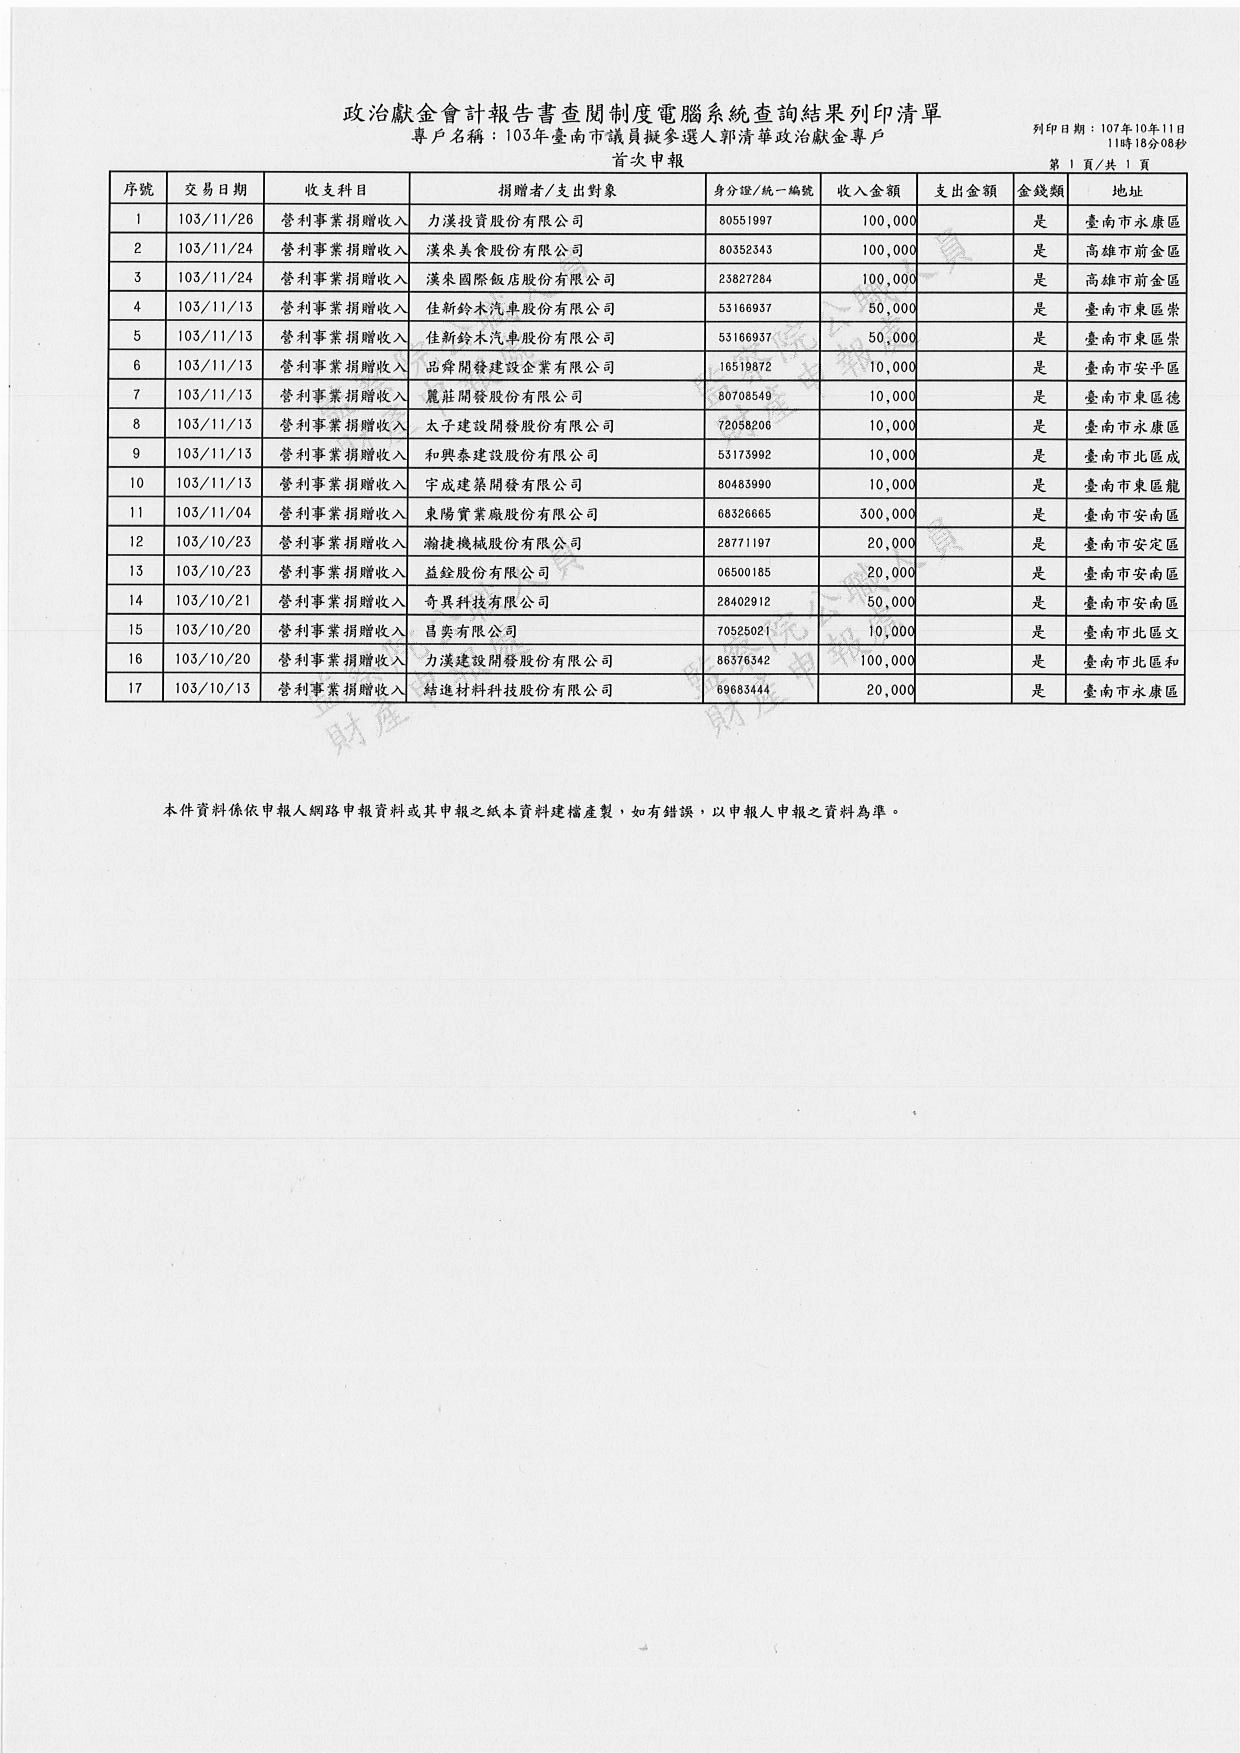 政治獻金會計報告書查閱制度電腦系統查詢結果列印清單
專戶名稱：103年臺南市議員擬參選人郭清華政治獻金專戶
列印日期：107年10年11日
11時18分08秒
首次申報
第 1 頁/共 1 頁
序號 交易日期 收支科目 捐贈者/支出對象 身分證/統一編號 收入金額 支出金額 金錢類 地址
1 103/11/26 營利事業捐贈收入 力漢投資股份有限公司 80551997 100,000 是 臺南市永康區
2 103/11/24 營利事業捐贈收入 漢來美食股份有限公司 80352343 100,000 是 高雄市前金區
3 103/11/24 營利事業捐贈收入 漢來國際飯店股份有限公司 23827284 100,000 是 高雄市前金區
4 103/11/13 營利事業捐贈收入 佳新鈴木汽車股份有限公司 53166937 50,000 是 臺南市東區崇
5 103/11/13 營利事業捐贈收入 佳新鈴木汽車股份有限公司 53166937 50,000 是 臺南市東區崇
6 103/11/13 營利事業捐贈收入 品舜開發建設企業有限公司 16519872 10,000 是 臺南市安平區
7 103/11/13 營利事業捐贈收入 麗莊開發股份有限公司 80708549 10,000 是 臺南市東區德
8 103/11/13 營利事業捐贈收入 太子建設開發股份有限公司 72058206 10,000 是 臺南市永康區
9 103/11/13 營利事業捐贈收入 和興泰建設股份有限公司 53173992 10,000 是 臺南市北區成
10 103/11/13 營利事業捐贈收入 宇成建築開發有限公司 80483990 10,000 是 臺南市東區龍
11 103/11/04 營利事業捐贈收入 東陽實業廠股份有限公司 68326665 300,000 是 臺南市安南區
12 103/10/23 營利事業捐贈收入 瀚捷機械股份有限公司 28771197 20,000 是 臺南市安定區
13 103/10/23 營利事業捐贈收入 益銓股份有限公司 06500185 20,000 是 臺南市安南區
14 103/10/21 營利事業捐贈收入 奇異科技有限公司 28402912 50,000 是 臺南市安南區
15 103/10/20 營利事業捐贈收入 昌奕有限公司 70525021 10,000 是 臺南市北區文
16 103/10/20 營利事業捐贈收入 力漢建設開發股份有限公司 86376342 100,000 是 臺南市北區和
17 103/10/13 營利事業捐贈收入 結進材料科技股份有限公司 69683444 20,000 是 臺南市永康區
監察院公職人員
財產申報處
監察院公職人員
財產申報處
監察院公職人員
財產申報處
監察院公職人員
財產申報處
本件資料係依申報人網路申報資料或其申報之紙本資料建檔產製，如有錯誤，以申報人申報之資料為準。